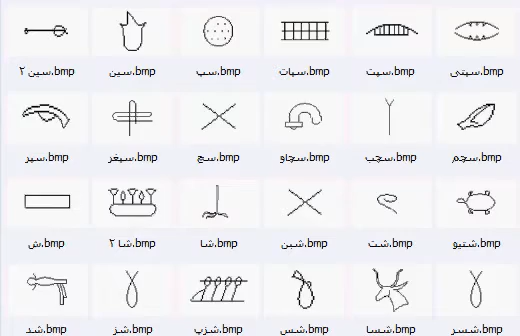 سین ۲.bmp سین.bmp سپ.bmp سپات.bmp سپت.bmp سپتی.bmp
سپر.bmp سپغر.bmp سج.bmp سجاو.bmp سجب.bmp سجم.bmp
ش.bmp شا ۲.bmp شا.bmp شبن.bmp شت.bmp شتیو.bmp
شد.bmp شز.bmp شزپ.bmp شس.bmp شسا.bmp شسر.bmp